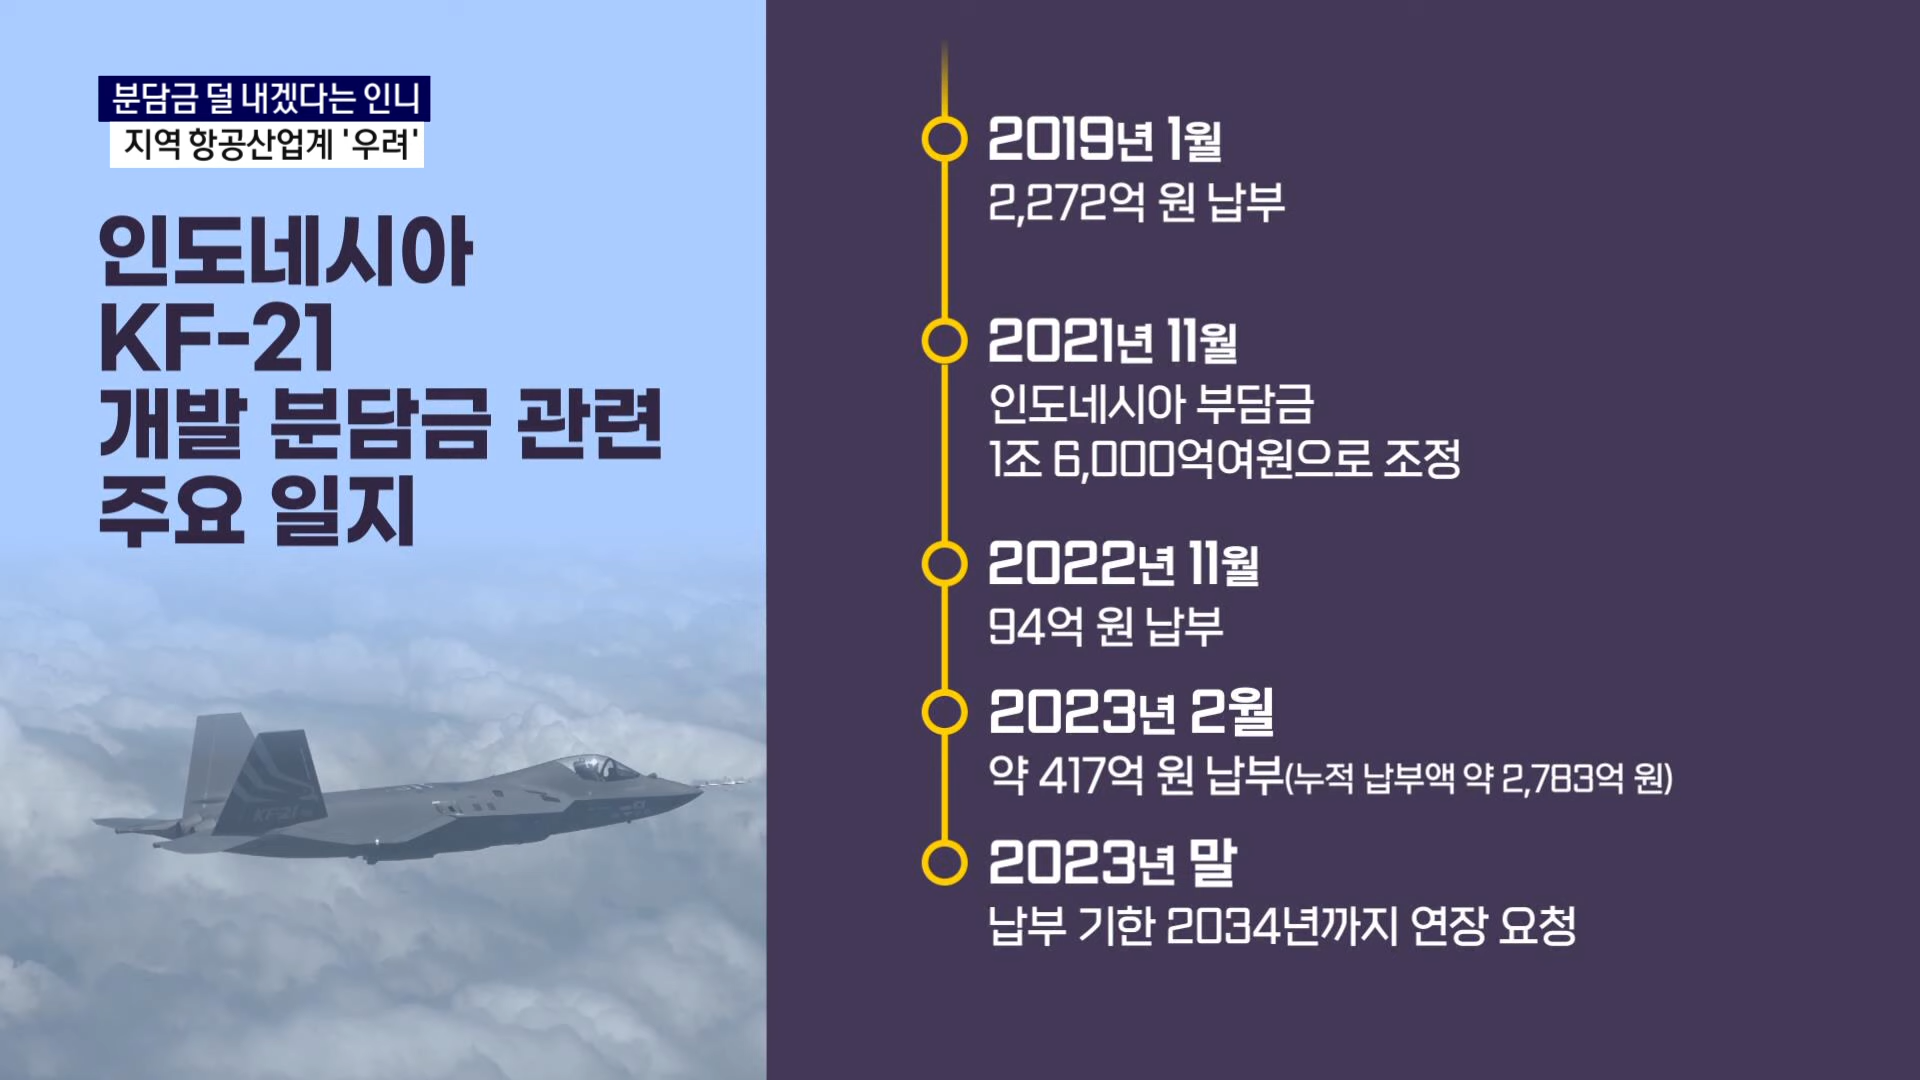 분담금 덜 내겠다는 인니
지역 항공산업계 '우려'
인도네시아
KF-21
개발 분담금 관련
주요 일지
KF-21
2019년 1월
2,272억 원 납부
2021년 11월
인도네시아 부담금
1조 6,000억여원으로 조정
2022년 11월
94억 원 납부
2023년 2월
약 417억 원 납부(누적 납부액 약 2,783억 원)
2023년 말
납부 기한 2034년까지 연장 요청